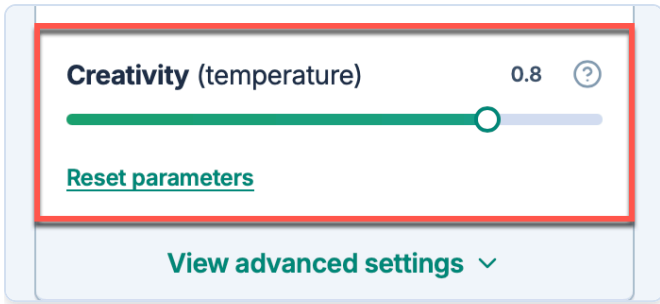 Creativity (temperature) 0.8 ?
Reset parameters
View advanced settings